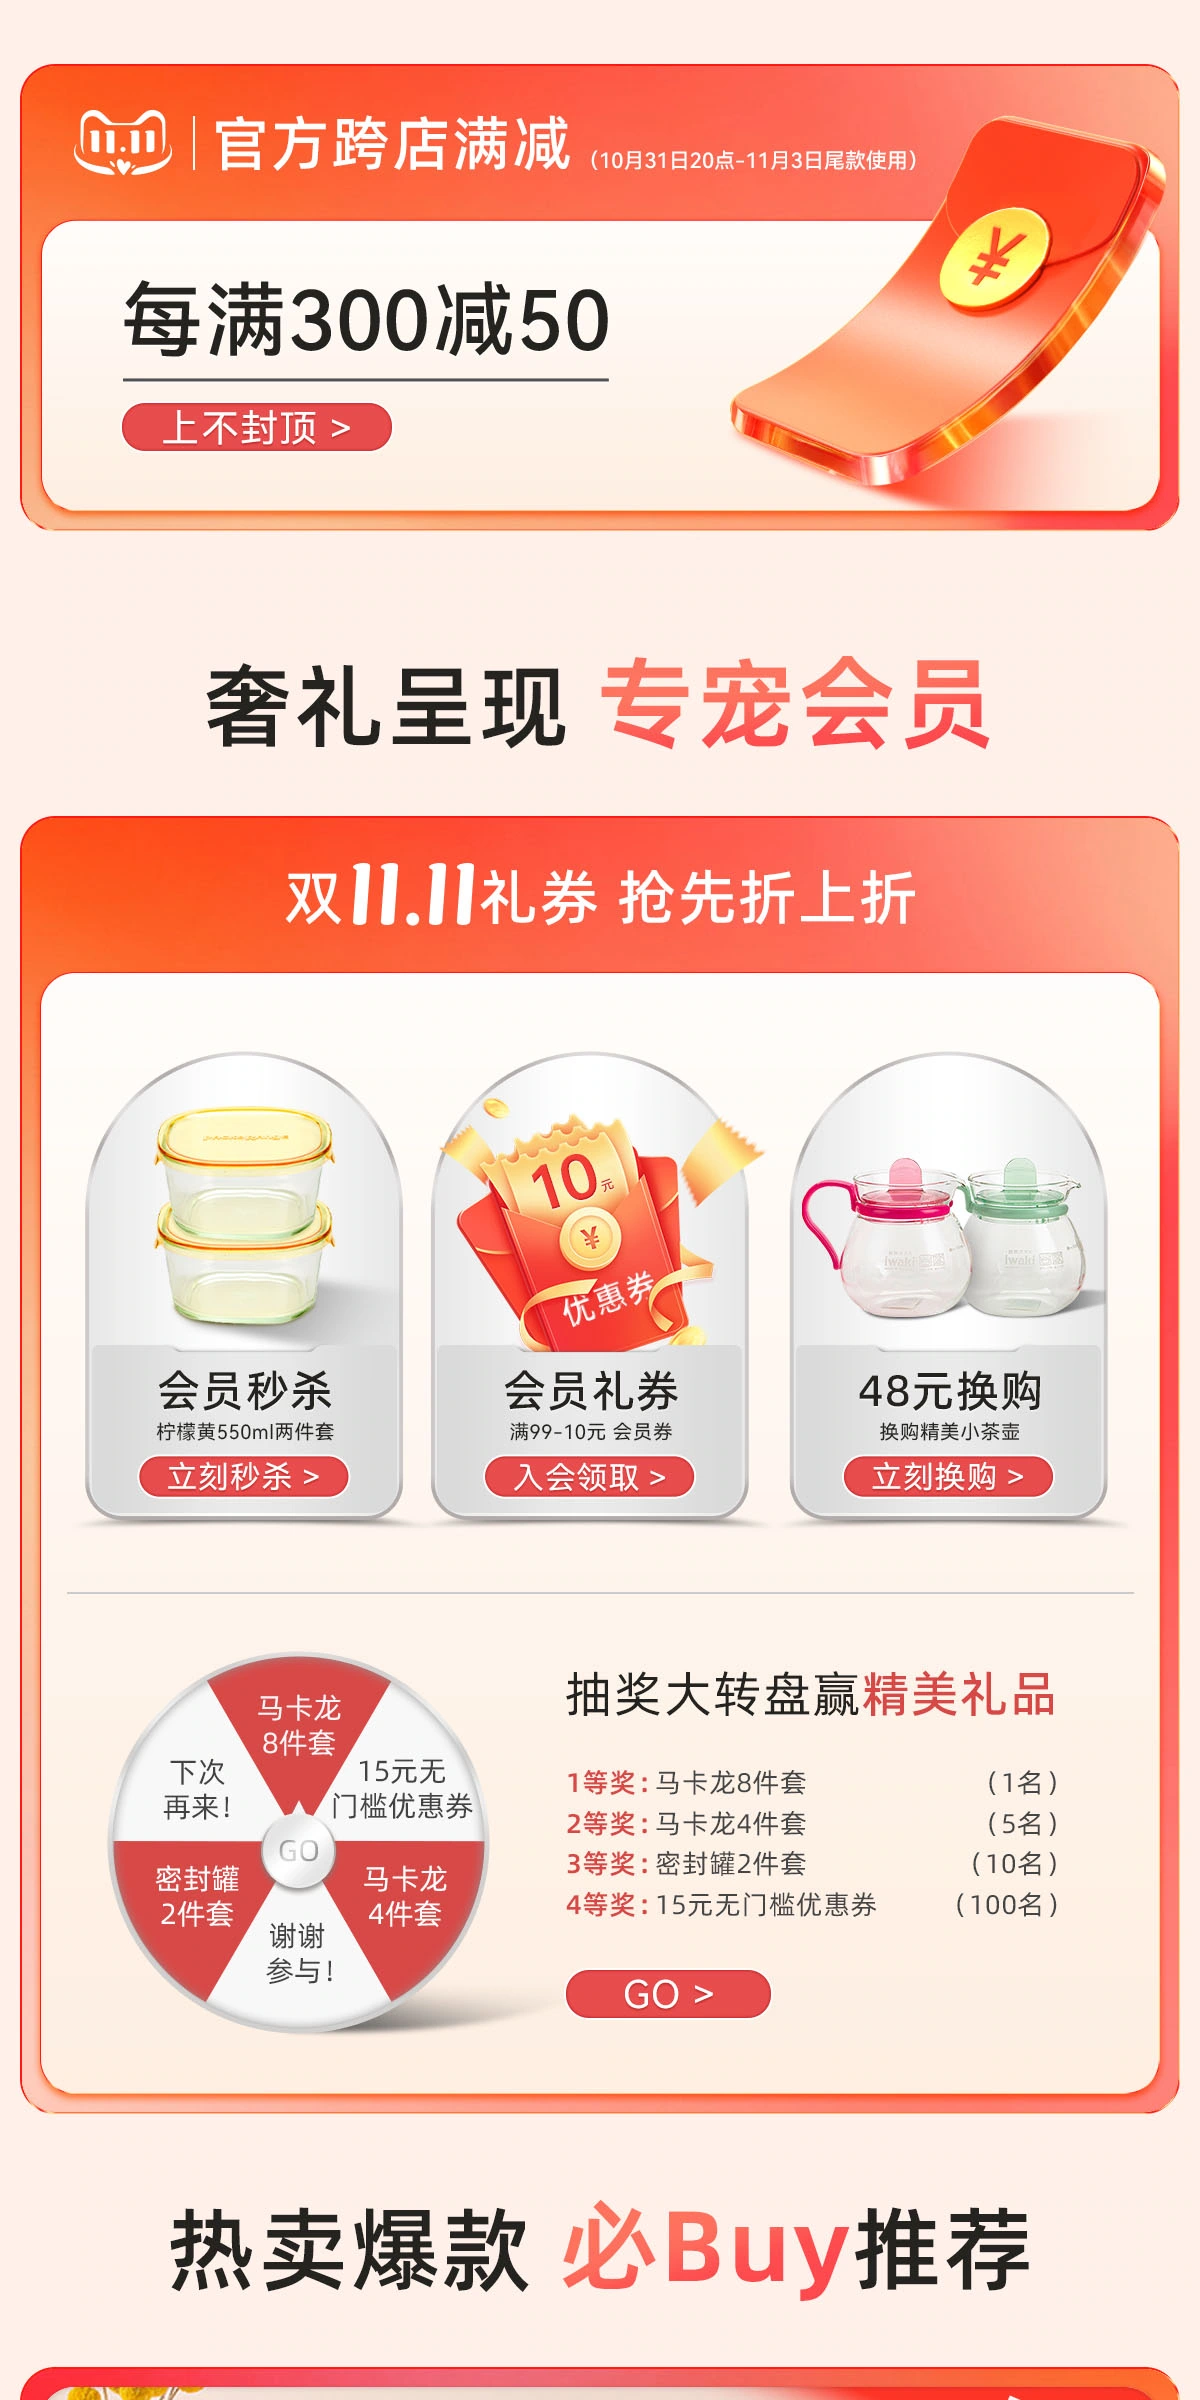 11.11 官方跨店满减 (10月31日20点-11月3日尾款使用)
每满300减50
上不封顶 >
奢礼呈现 专宠会员
双11.11礼券 抢先折上折
10元
¥
优惠券
iwaki
iwaki
会员秒杀
柠檬黄550ml两件套
立刻秒杀 >
会员礼券
满99-10元 会员券
入会领取 >
48元换购
换购精美小茶壶
立刻换购 >
马卡龙
8件套
15元无
门槛优惠券
马卡龙
4件套
谢谢
参与!
密封罐
2件套
下次
再来!
GO
抽奖大转盘赢精美礼品
1等奖:马卡龙8件套 (1名)
2等奖:马卡龙4件套 (5名)
3等奖:密封罐2件套 (10名)
4等奖:15元无门槛优惠券 (100名)
GO >
热卖爆款 必Buy推荐